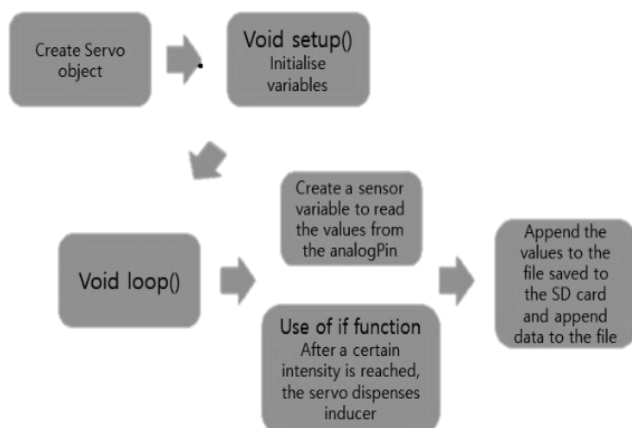 Create Servo
object
Void setup()
Initialise
variables
Void loop()
Create a sensor
variable to read
the values from
the analogPin
Use of if function
After a certain
intensity is reached,
the servo dispenses
inducer
Append the
values to the
file saved to
the SD card
and append
data to the file